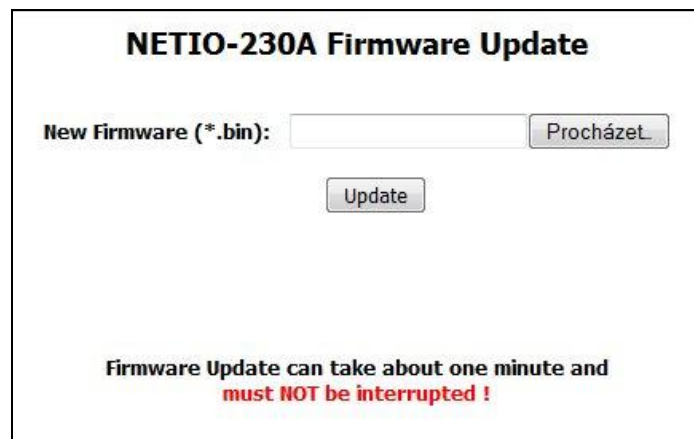 NETIO-230A Firmware Update
New Firmware (*.bin): Procházet..
Update
Firmware Update can take about one minute and
must NOT be interrupted !